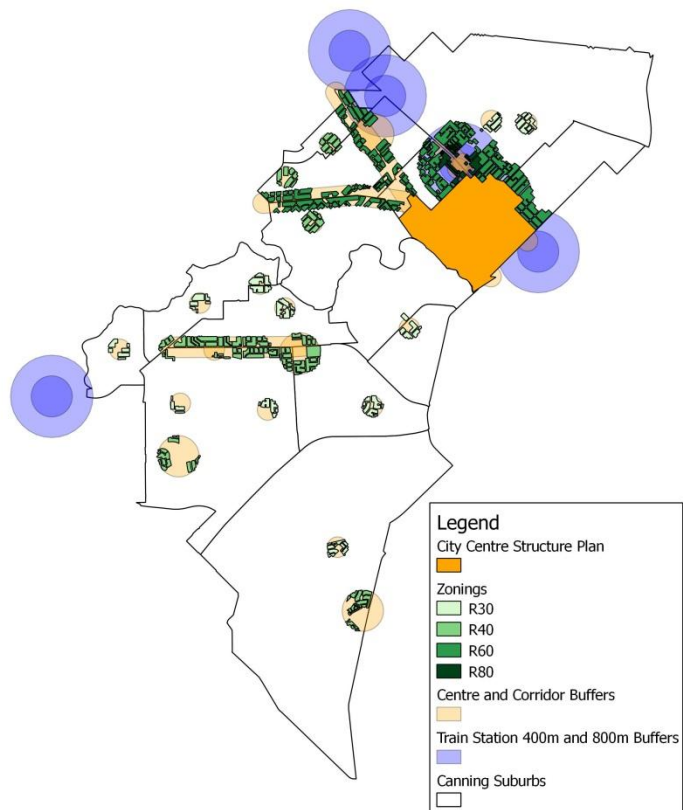 Legend
City Centre Structure Plan
Zonings
R30
R40
R60
R80
Centre and Corridor Buffers
Train Station 400m and 800m Buffers
Canning Suburbs